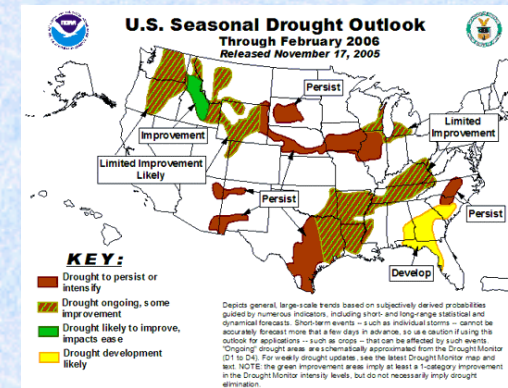 U.S. Seasonal Drought Outlook
Through February 2006
Released November 17, 2005
Persist
Limited
Improvement
Improvement
Limited Improvement
Likely
Persist
Persist
Develop
KEY:
Drought to persist or
intensify
Drought ongoing, some
improvement
Drought likely to improve,
impacts ease
Drought development
likely
Depicts general, large-scale trends based on subjectively derived probabilities
guided by numerous indicators, including short- and long-range statistical and
dynamical forecasts. Short-term events -- such as individual storms -- cannot be
accurately forecast more that a few days in advance, so use caution if using this
outlook for applications -- such as crops -- that can be affected by such events.
"Ongoing" drought areas are schematically approximated from the Drought Monitor
(D1 to D4). For weekly drought updates, see the latest Drought Monitor map and
text. NOTE: the green improvement areas imply at least a 1-category improvement
in the Drought Monitor intensity levels, but do not necessarily imply drought
elimination.